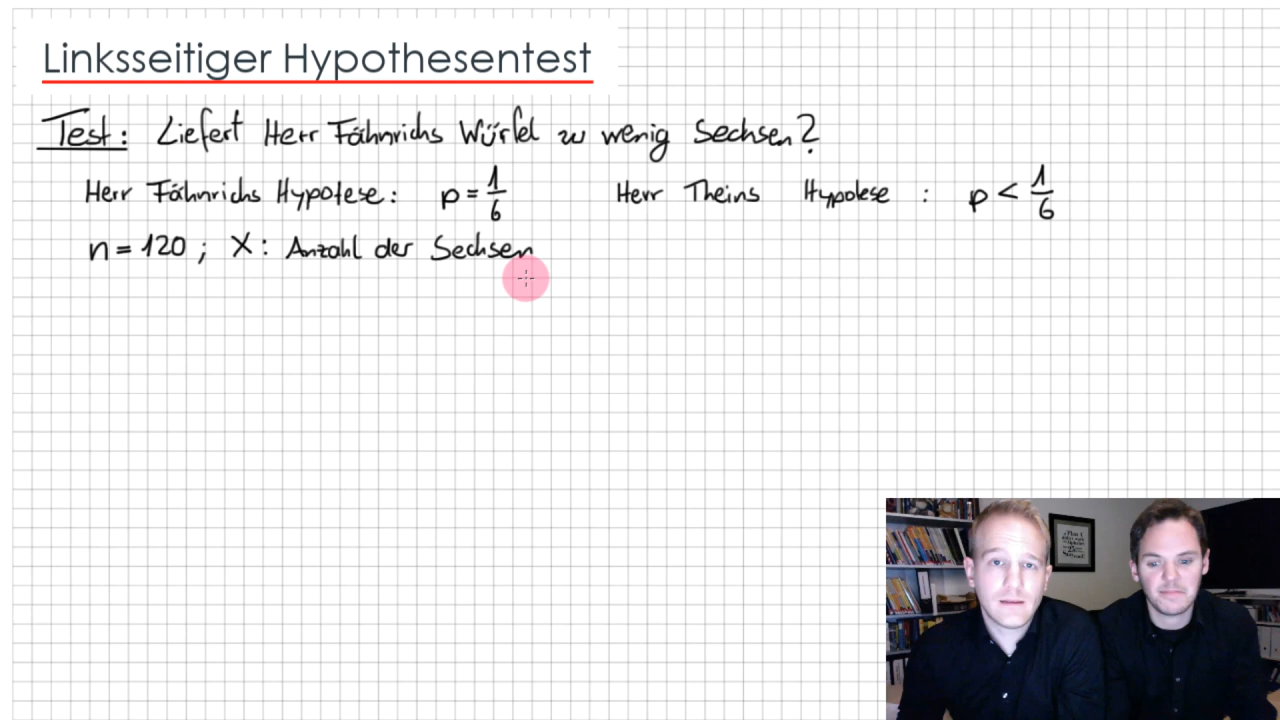 Linksseitiger Hypothesentest
Test: Liefert Herr Fähnrichs Würfel zu wenig Sechsen?
Herr Fähnrichs Hypotese: p = 1/6 Herr Theins Hypotese : p < 1/6
n = 120 ; X : Anzahl der Sechsen